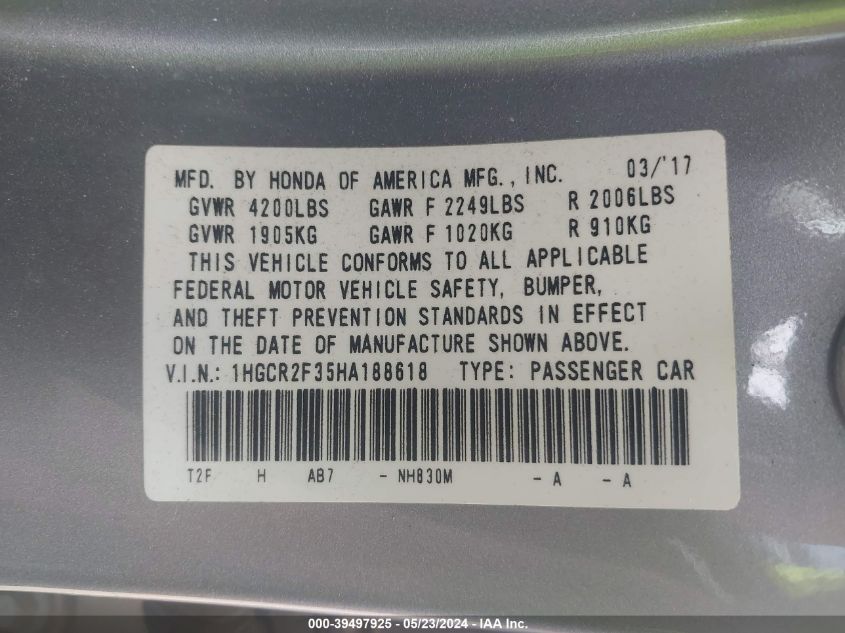 MFD. BY HONDA OF AMERICA MFG., INC. 03/'17
GVWR 4200LBS GAWR F 2249LBS R 2006LBS
GVWR 1905KG GAWR F 1020KG R 910KG
THIS VEHICLE CONFORMS TO ALL APPLICABLE
FEDERAL MOTOR VEHICLE SAFETY, BUMPER,
AND THEFT PREVENTION STANDARDS IN EFFECT
ON THE DATE OF MANUFACTURE SHOWN ABOVE.
V.I.N.: 1HGCR2F35HA188618 TYPE: PASSENGER CAR
T2F H AB7 - NH830M - A - A
000-39497925 - 05/23/2024 - IAA Inc.